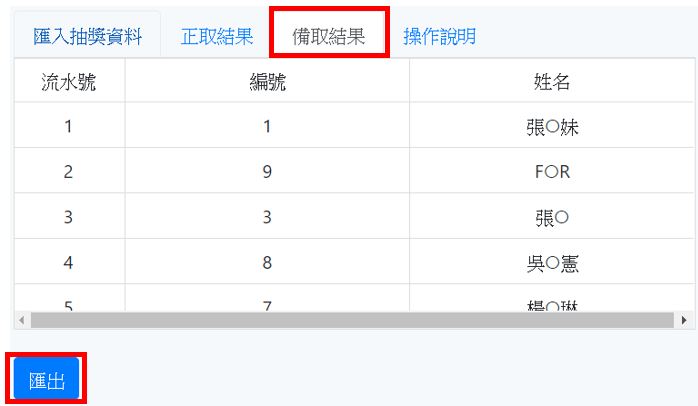 匯入抽獎資料 正取結果 備取結果 操作說明
流水號 編號 姓名
1 1 張○妹
2 9 F○R
3 3 張○
4 8 吳○憲
5 7 楊○琳
匯出